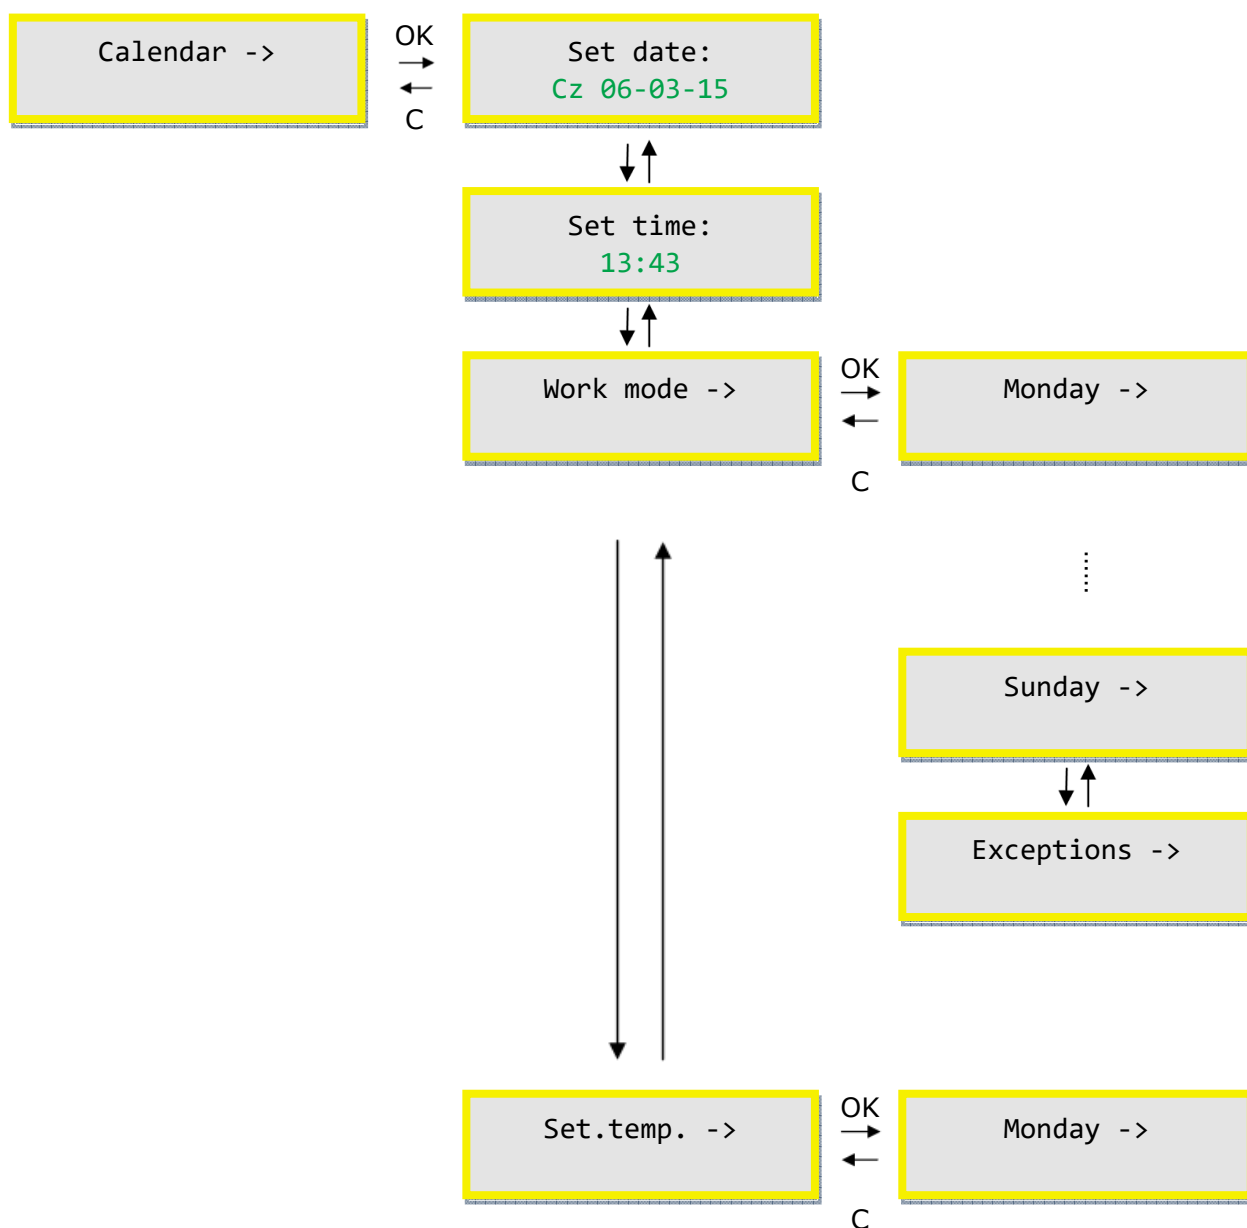 Calendar ->
OK
C
Set date:
Cz 06-03-15
Set time:
13:43
Work mode ->
OK
C
Monday ->
Sunday ->
Exceptions ->
Set.temp. ->
OK
C
Monday ->